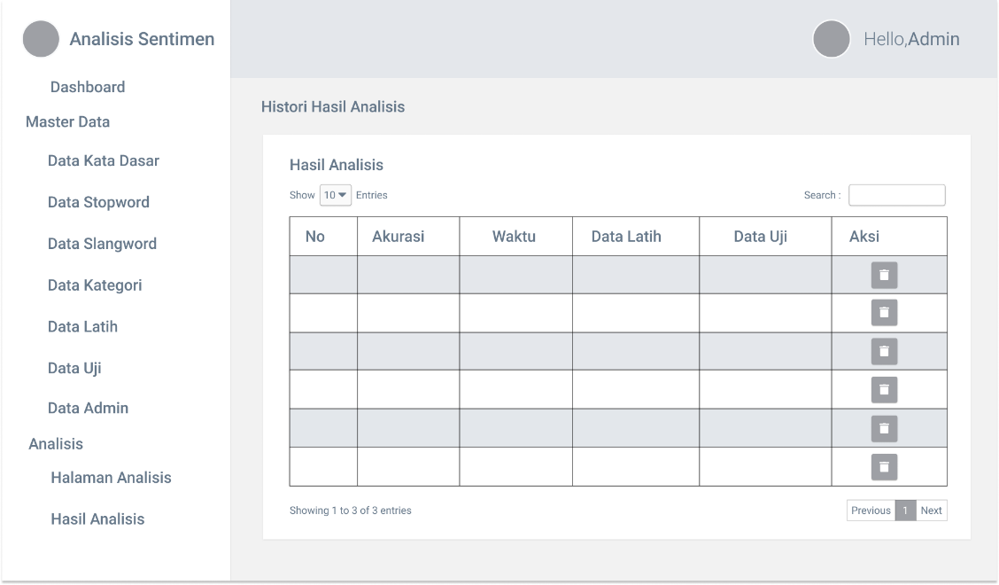 Analisis Sentimen
Hello,Admin
Dashboard
Master Data
Data Kata Dasar
Data Stopword
Data Slangword
Data Kategori
Data Latih
Data Uji
Data Admin
Analisis
Halaman Analisis
Hasil Analisis
Histori Hasil Analisis
Hasil Analisis
Show 10 Entries
Search :
No Akurasi Waktu Data Latih Data Uji Aksi
Showing 1 to 3 of 3 entries
Previous 1 Next